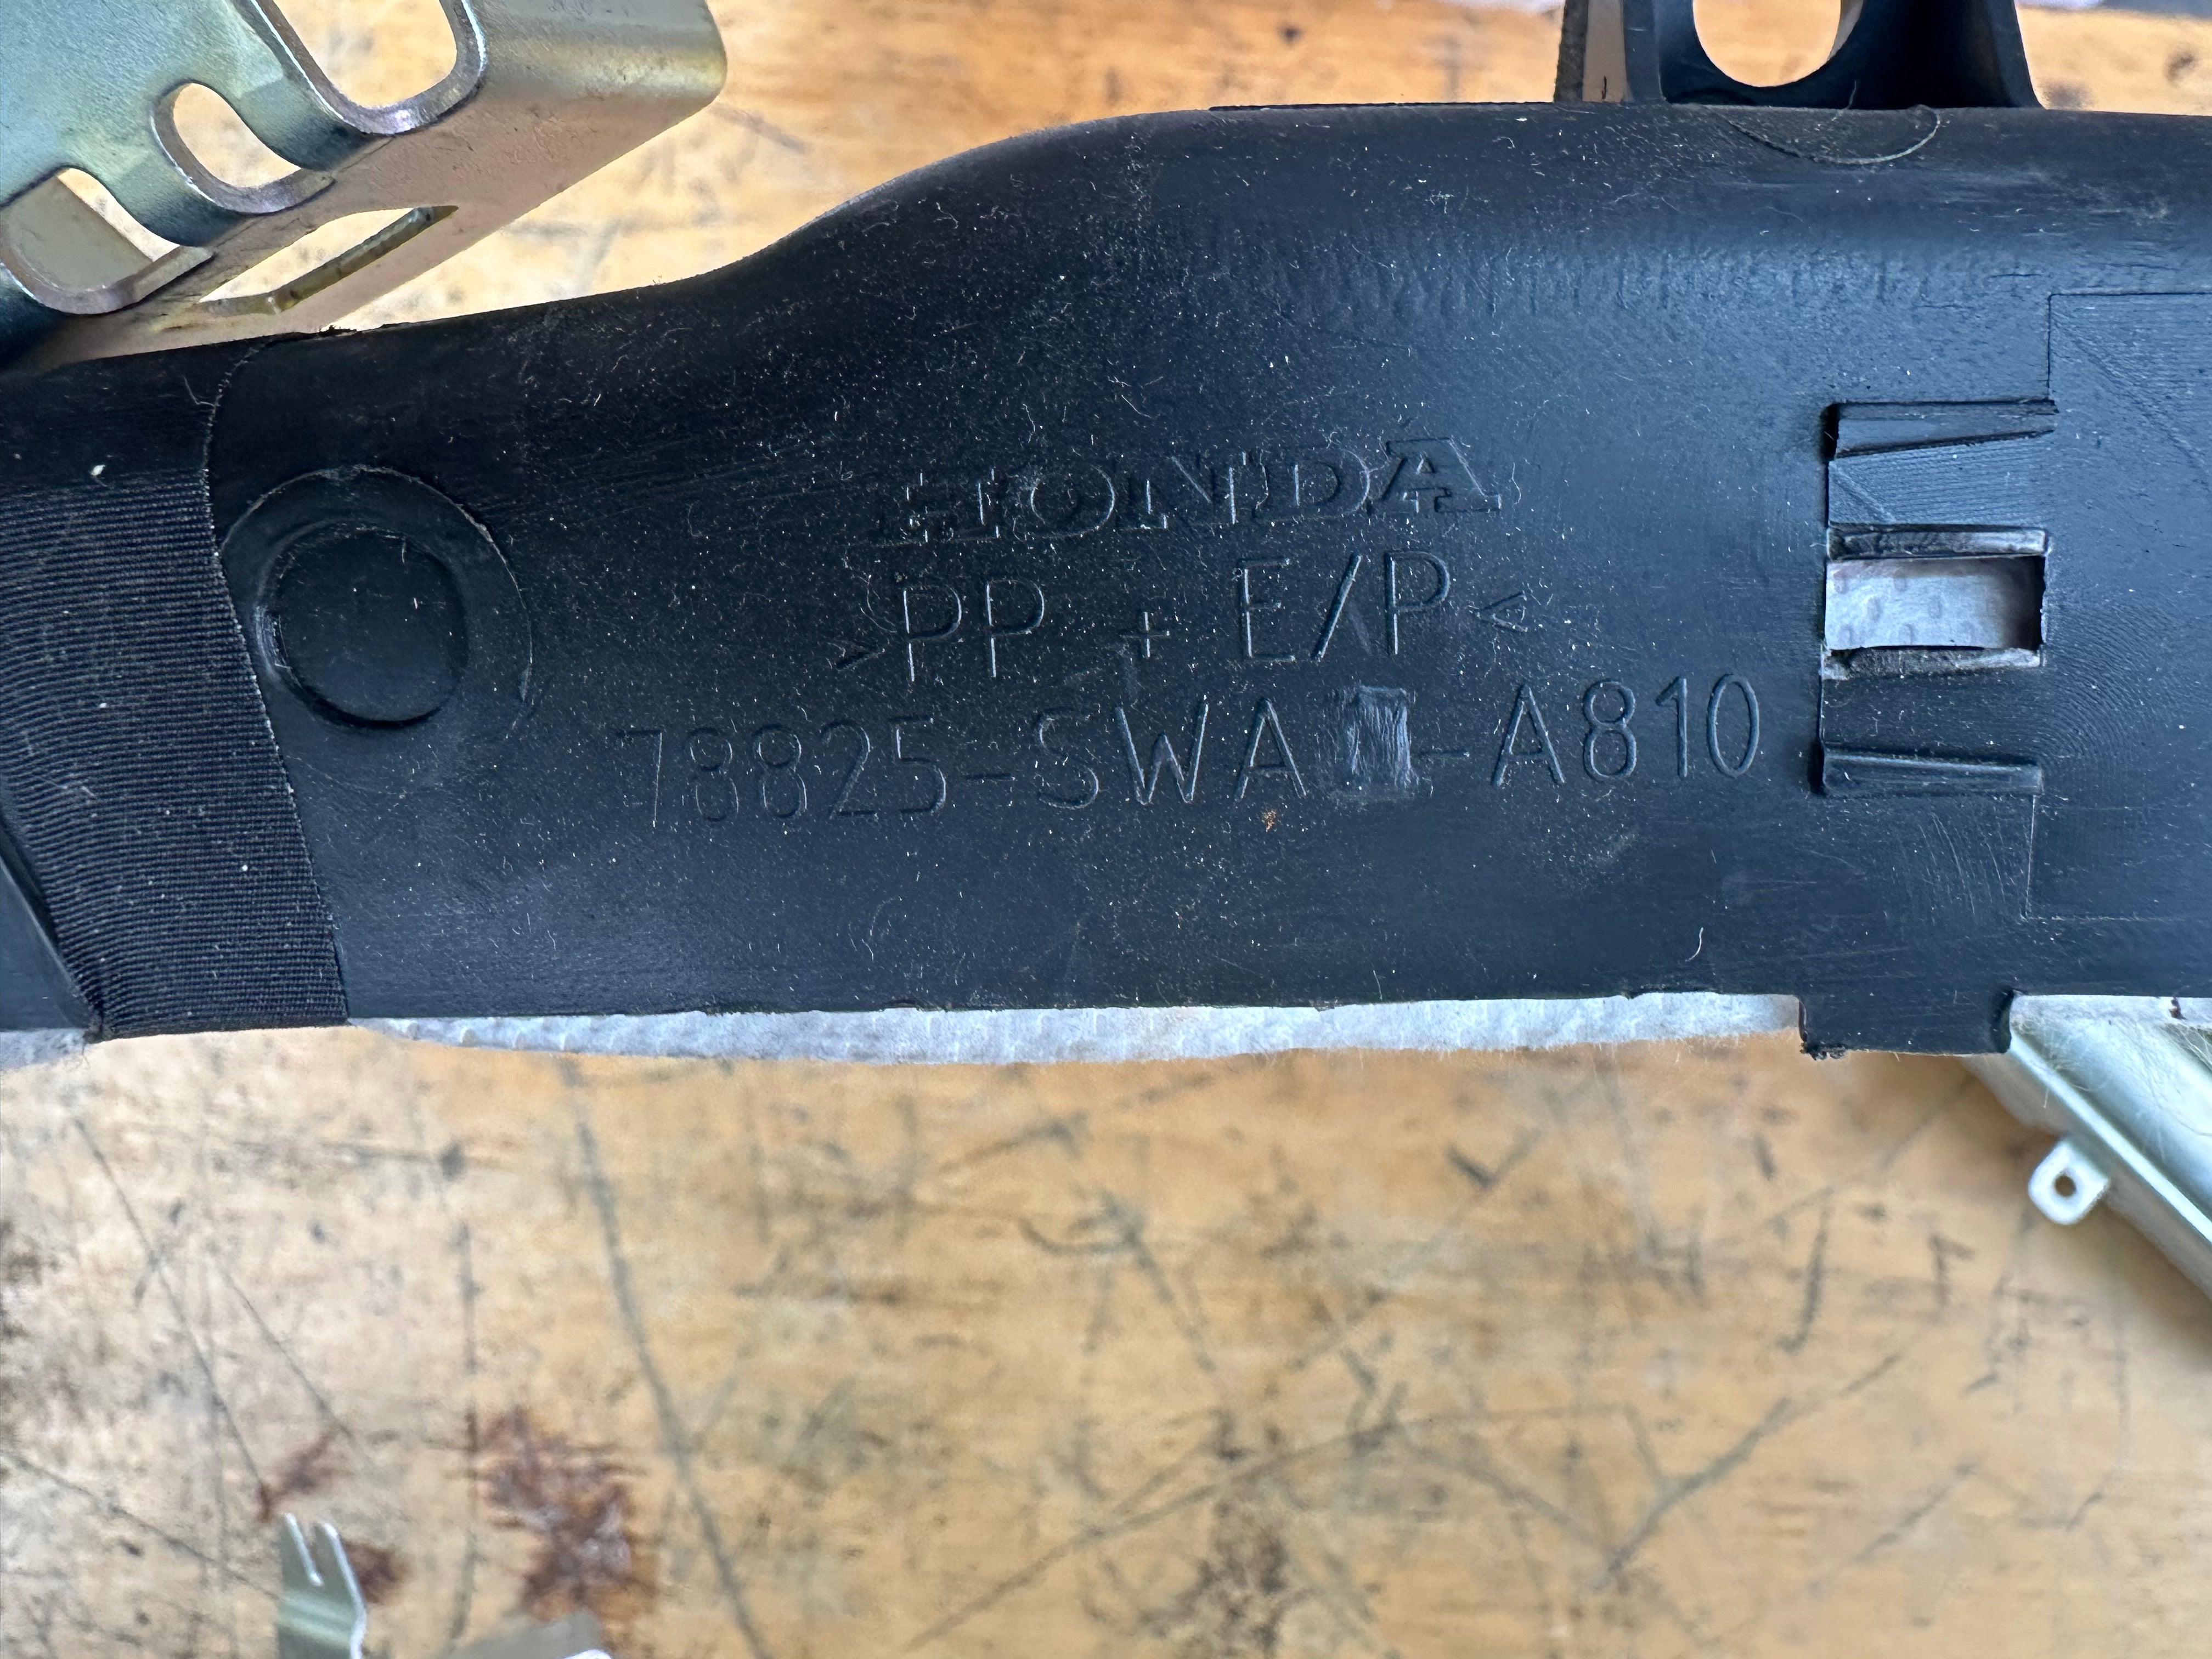 HONDA
>PP + E/P<
78825-SWA -A810